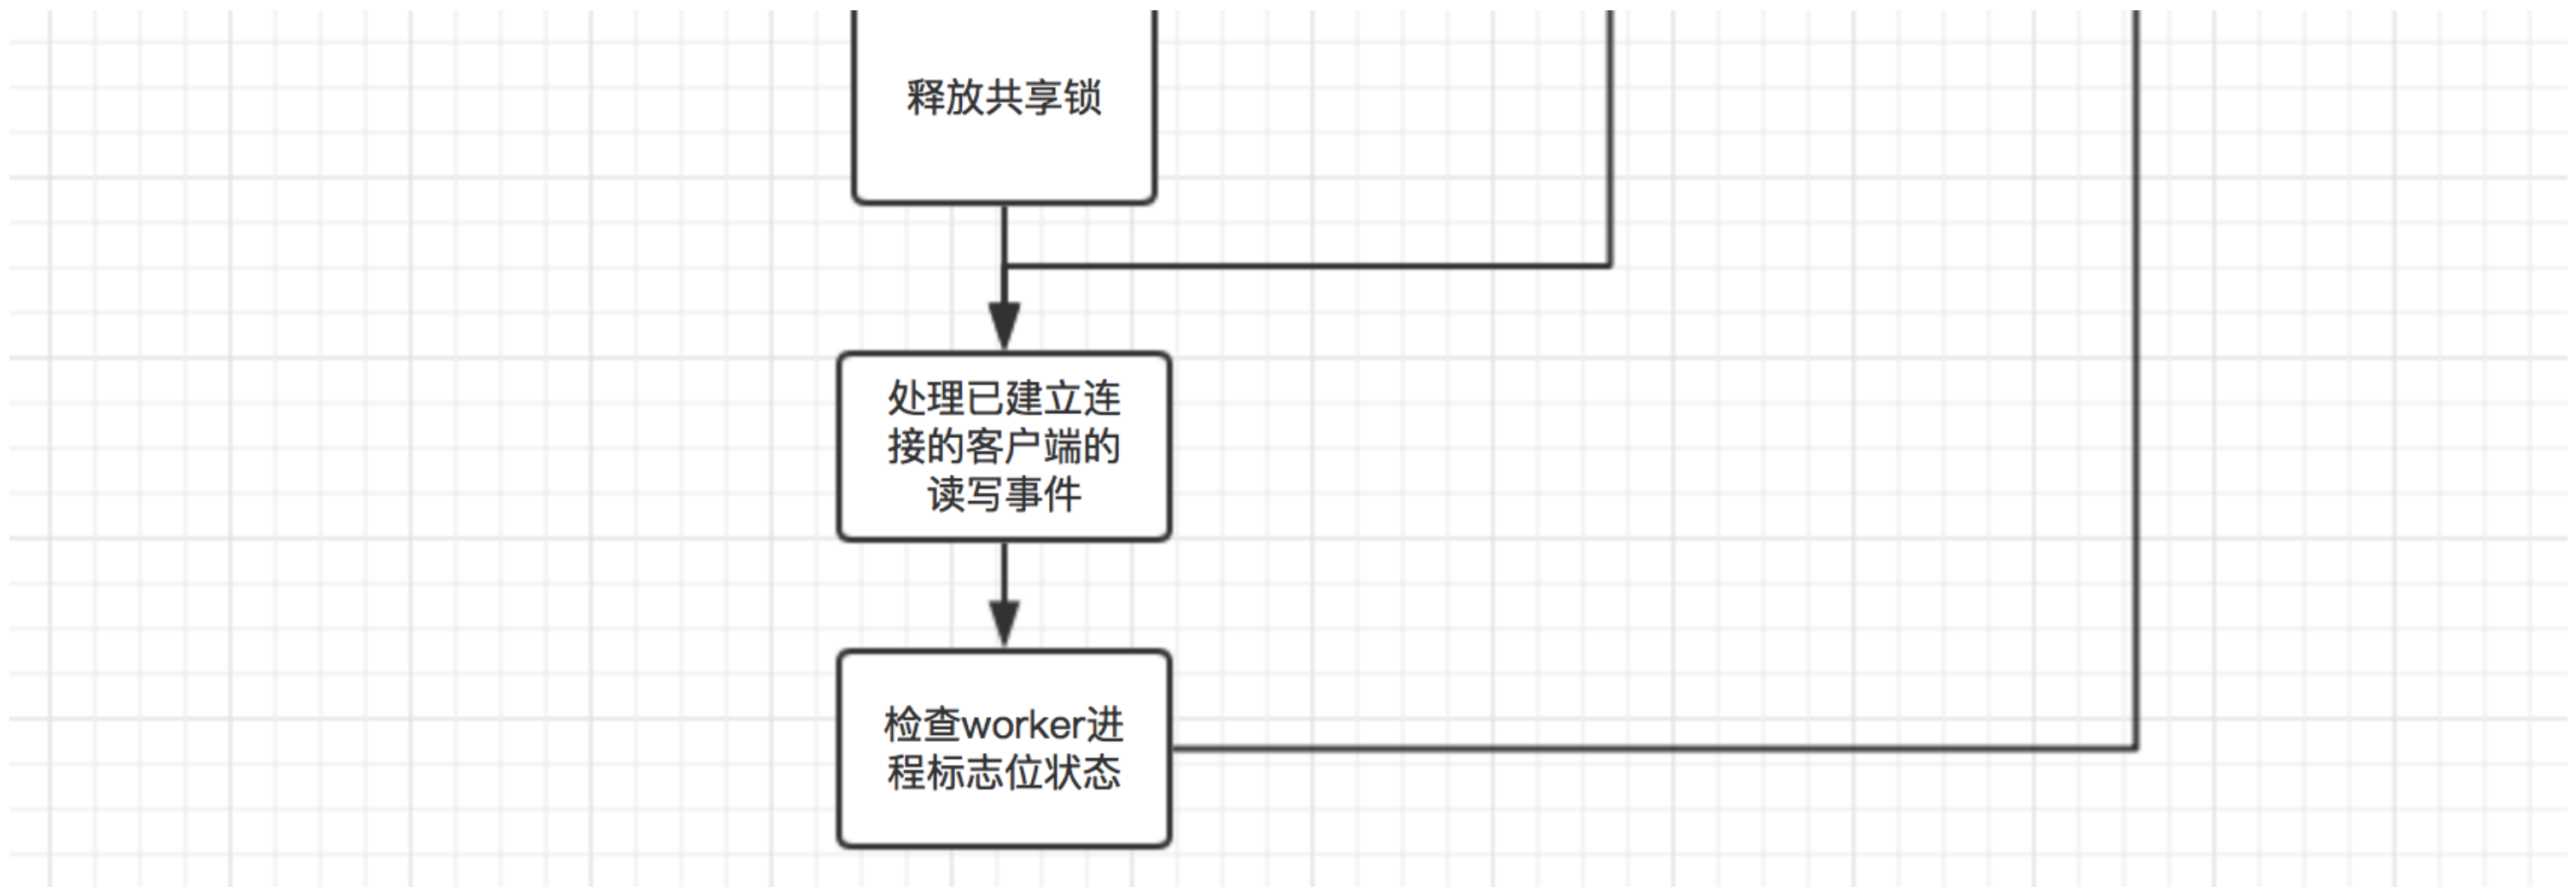 释放共享锁
处理已建立连
接的客户端的
读写事件
检查worker进
程标志位状态